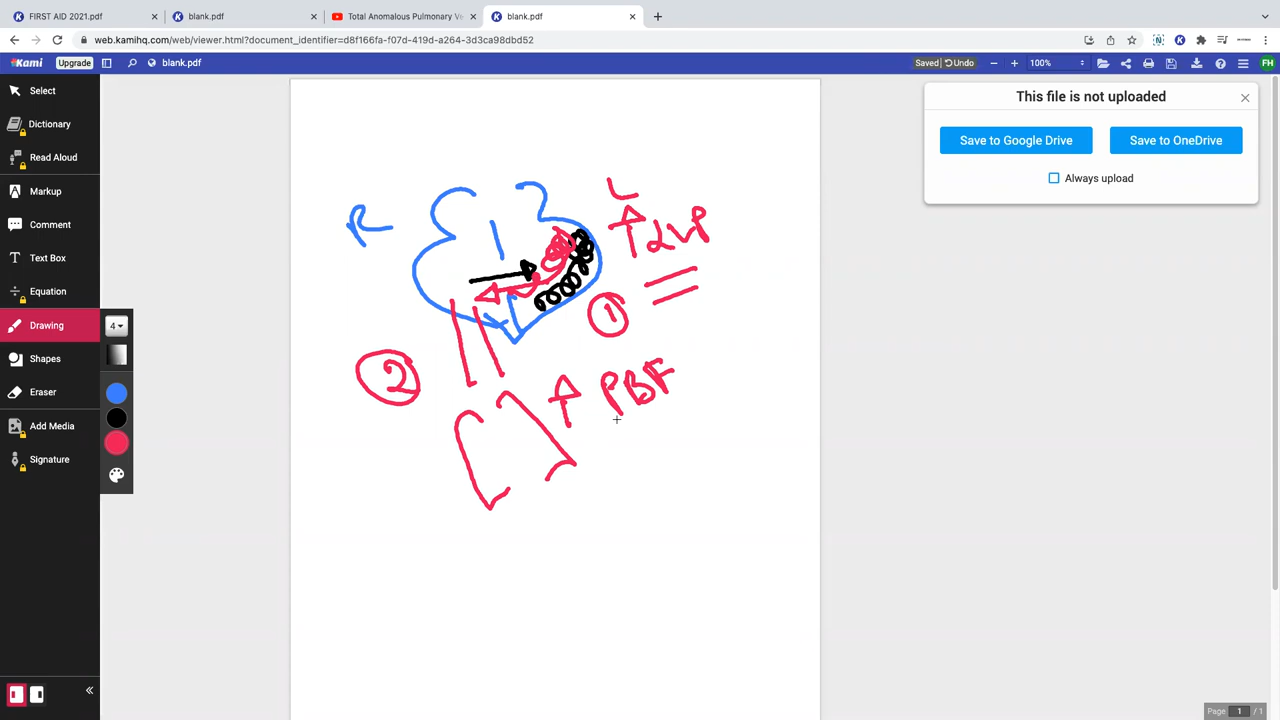 FIRST AID 2021.pdf
blank.pdf
Total Anomalous Pulmonary Ve
blank.pdf
web.kamihq.com/web/viewer.html?document_identifier=d8f166fa-f07d-419d-a264-3d3ca98dbd52
Kami
Upgrade
blank.pdf
Saved
Undo
100%
FH
Select
Dictionary
Read Aloud
Markup
Comment
Text Box
Equation
Drawing
4
Shapes
Eraser
Add Media
Signature
This file is not uploaded
Save to Google Drive
Save to OneDrive
Always upload
L
R
1
2
PBF
Page 1 / 1